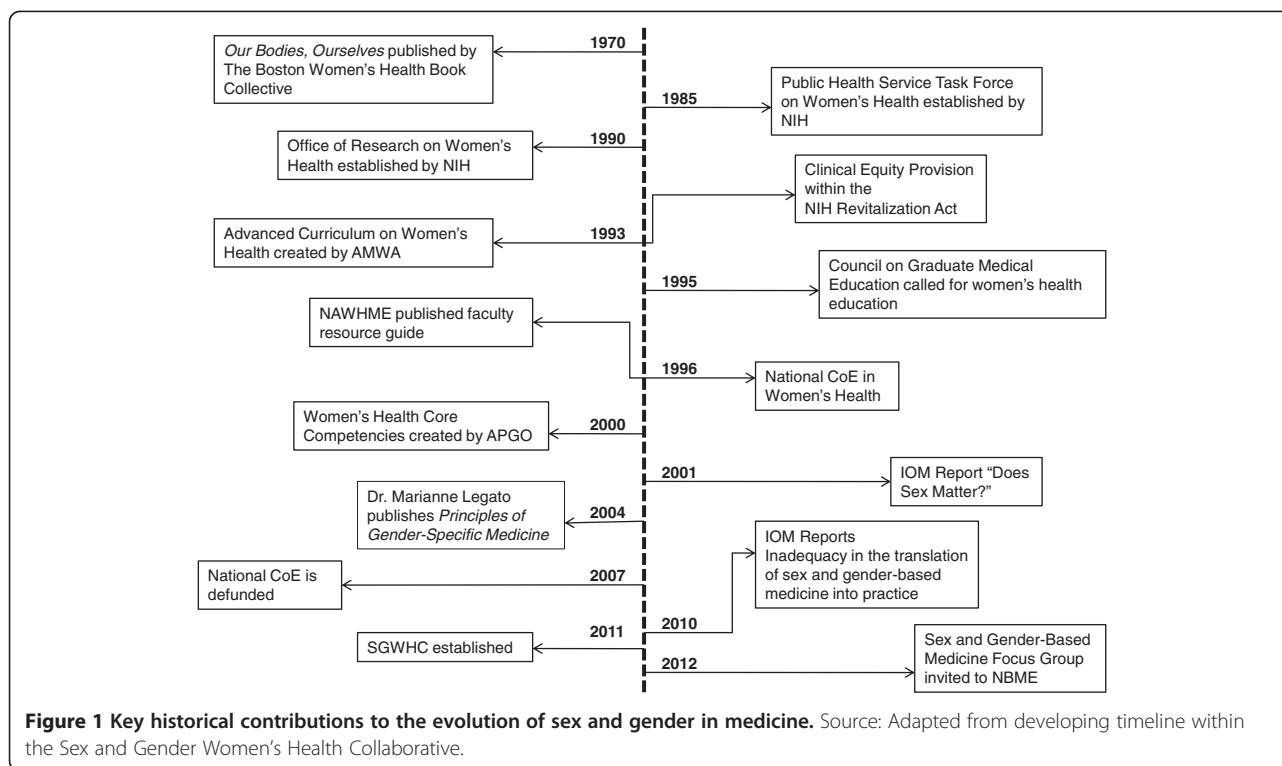 1970
Our Bodies, Ourselves published by
The Boston Women's Health Book
Collective
1985
Public Health Service Task Force
on Women's Health established by
NIH
1990
Office of Research on Women's
Health established by NIH
Clinical Equity Provision
within the
NIH Revitalization Act
1993
Advanced Curriculum on Women's
Health created by AMWA
1995
Council on Graduate Medical
Education called for women's health
education
NAWHME published faculty
resource guide
1996
National CoE in
Women's Health
2000
Women's Health Core
Competencies created by APGO
2001
IOM Report "Does
Sex Matter?"
2004
Dr. Marianne Legato
publishes Principles of
Gender-Specific Medicine
IOM Reports
Inadequacy in the translation
of sex and gender-based
medicine into practice
2007
National CoE is
defunded
2010
2011
SGWHC established
2012
Sex and Gender-Based
Medicine Focus Group
invited to NBME
Figure 1 Key historical contributions to the evolution of sex and gender in medicine. Source: Adapted from developing timeline within
the Sex and Gender Women's Health Collaborative.